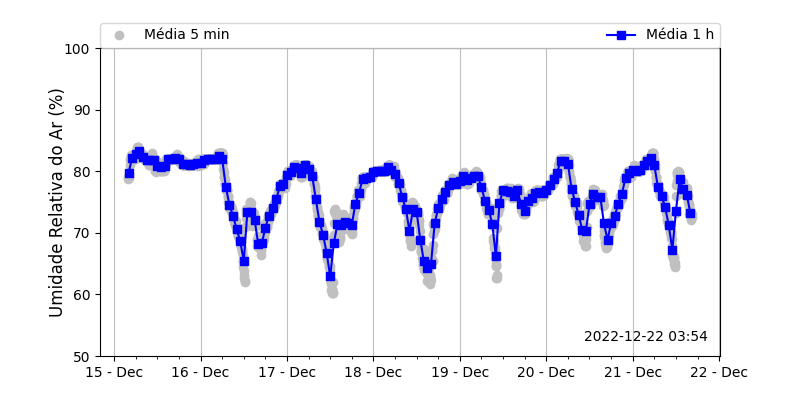 Média 5 min Média 1 h
100
90
80
70
60
50
Umidade Relativa do Ar (%)
2022-12-22 03:54
15 - Dec 16 - Dec 17 - Dec 18 - Dec 19 - Dec 20 - Dec 21 - Dec 22 - Dec